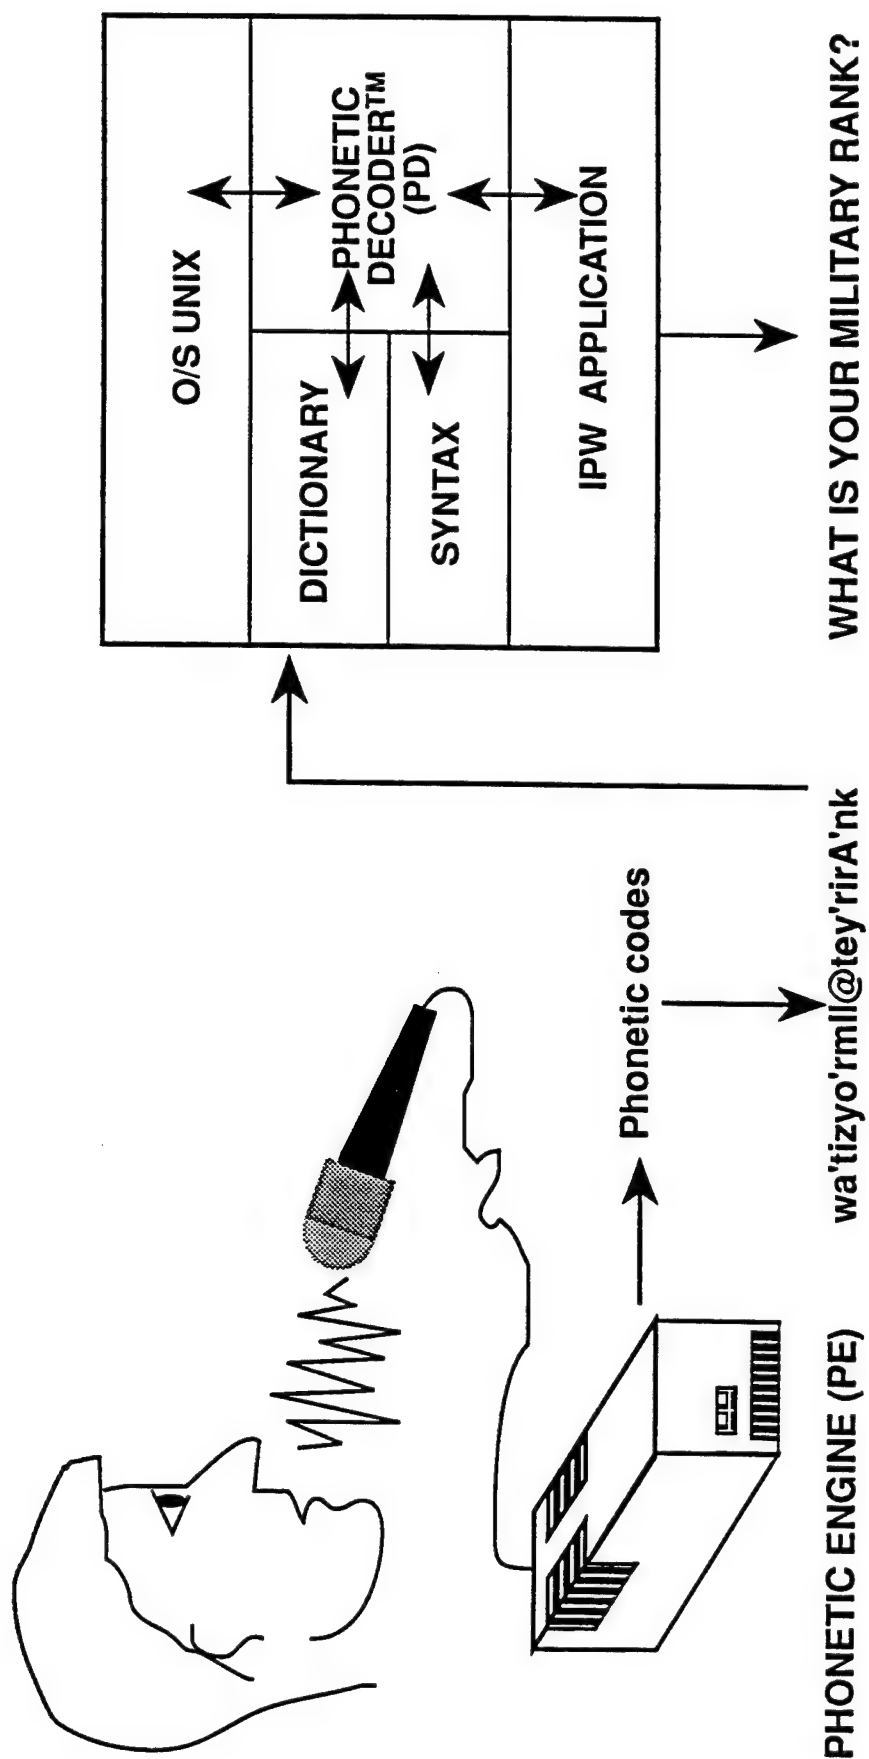 O/S UNIX
DICTIONARY
PHONETIC
DECODER™
(PD)
SYNTAX
IPW APPLICATION
Phonetic codes
PHONETIC ENGINE (PE)
wa'tizyo'rmIl@tey'rirA'nk
WHAT IS YOUR MILITARY RANK?